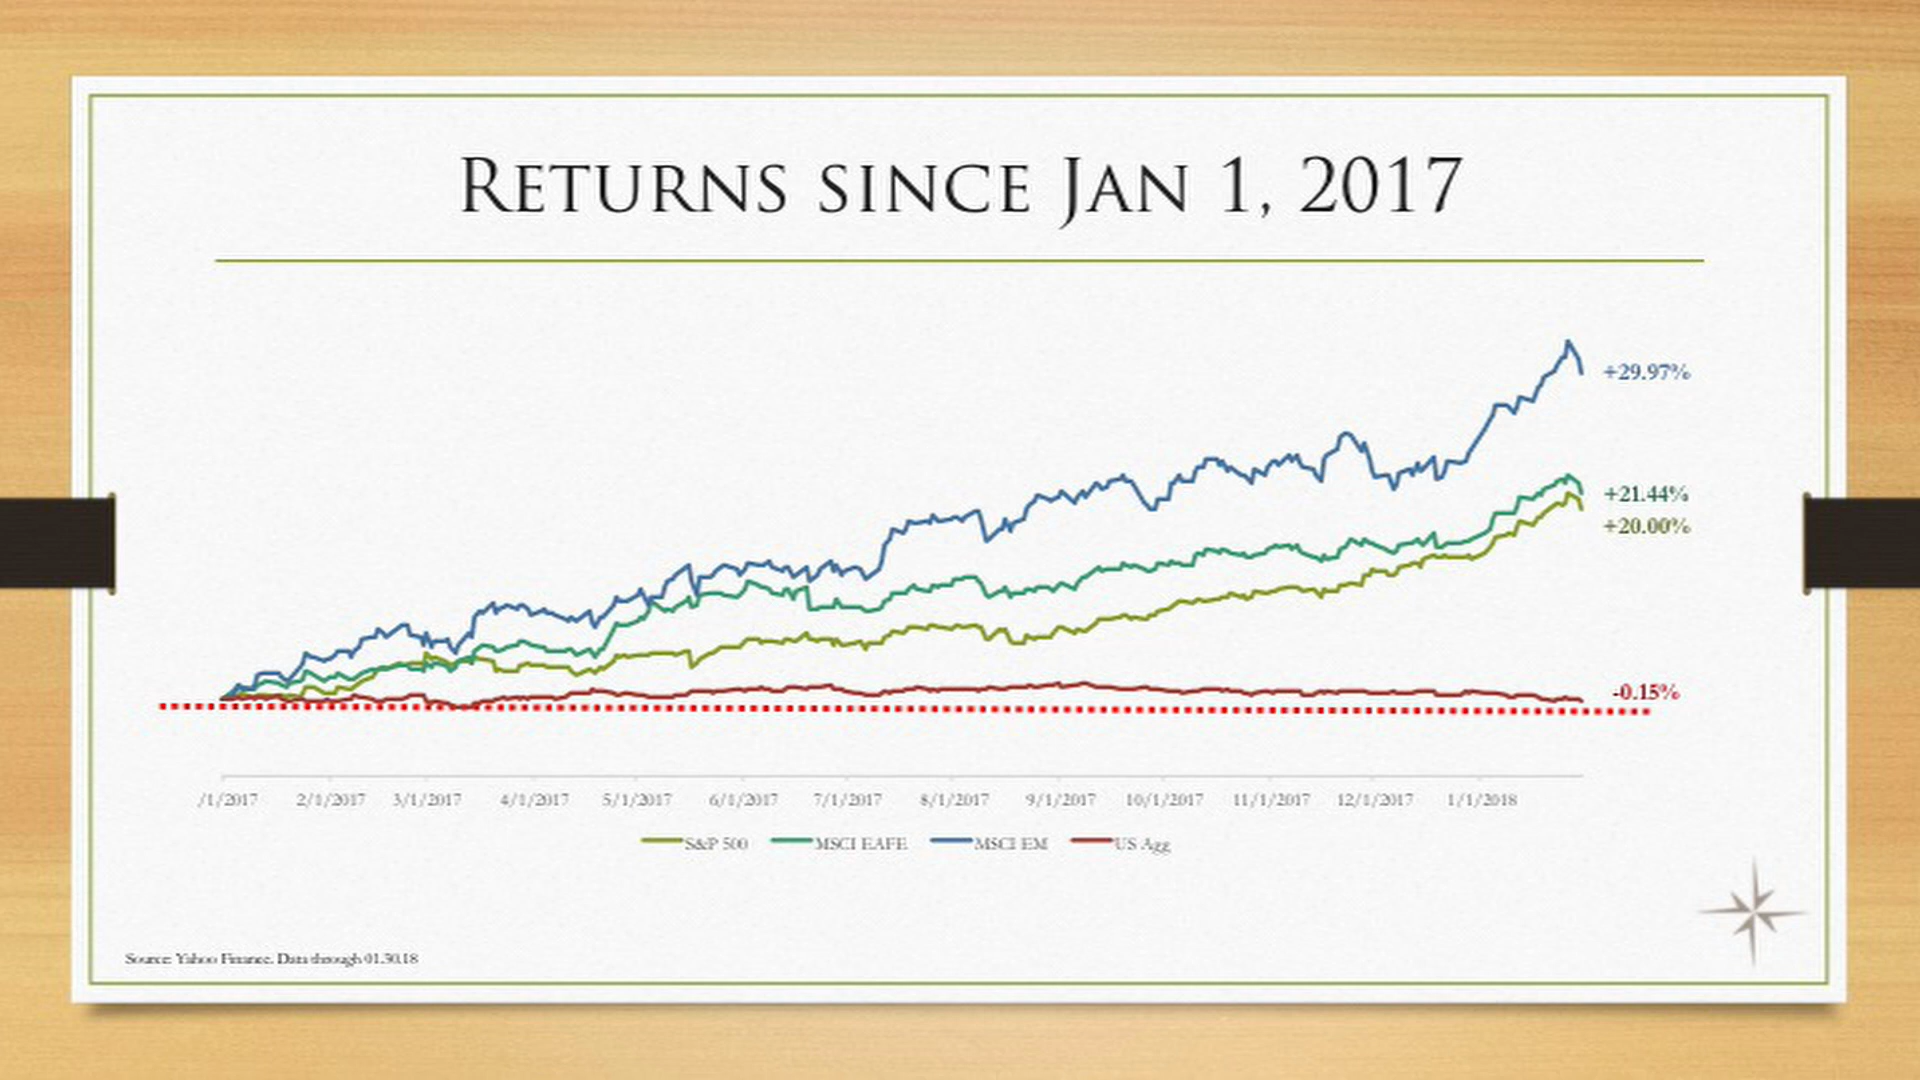 Returns since Jan 1, 2017
+29.97%
+21.44%
+20.00%
-0.15%
/1/2017 2/1/2017 3/1/2017 4/1/2017 5/1/2017 6/1/2017 7/1/2017 8/1/2017 9/1/2017 10/1/2017 11/1/2017 12/1/2017 1/1/2018
S&P 500 MSCI EAFE MSCI EM US Agg
Source: Yahoo Finance. Data through 01.30.18